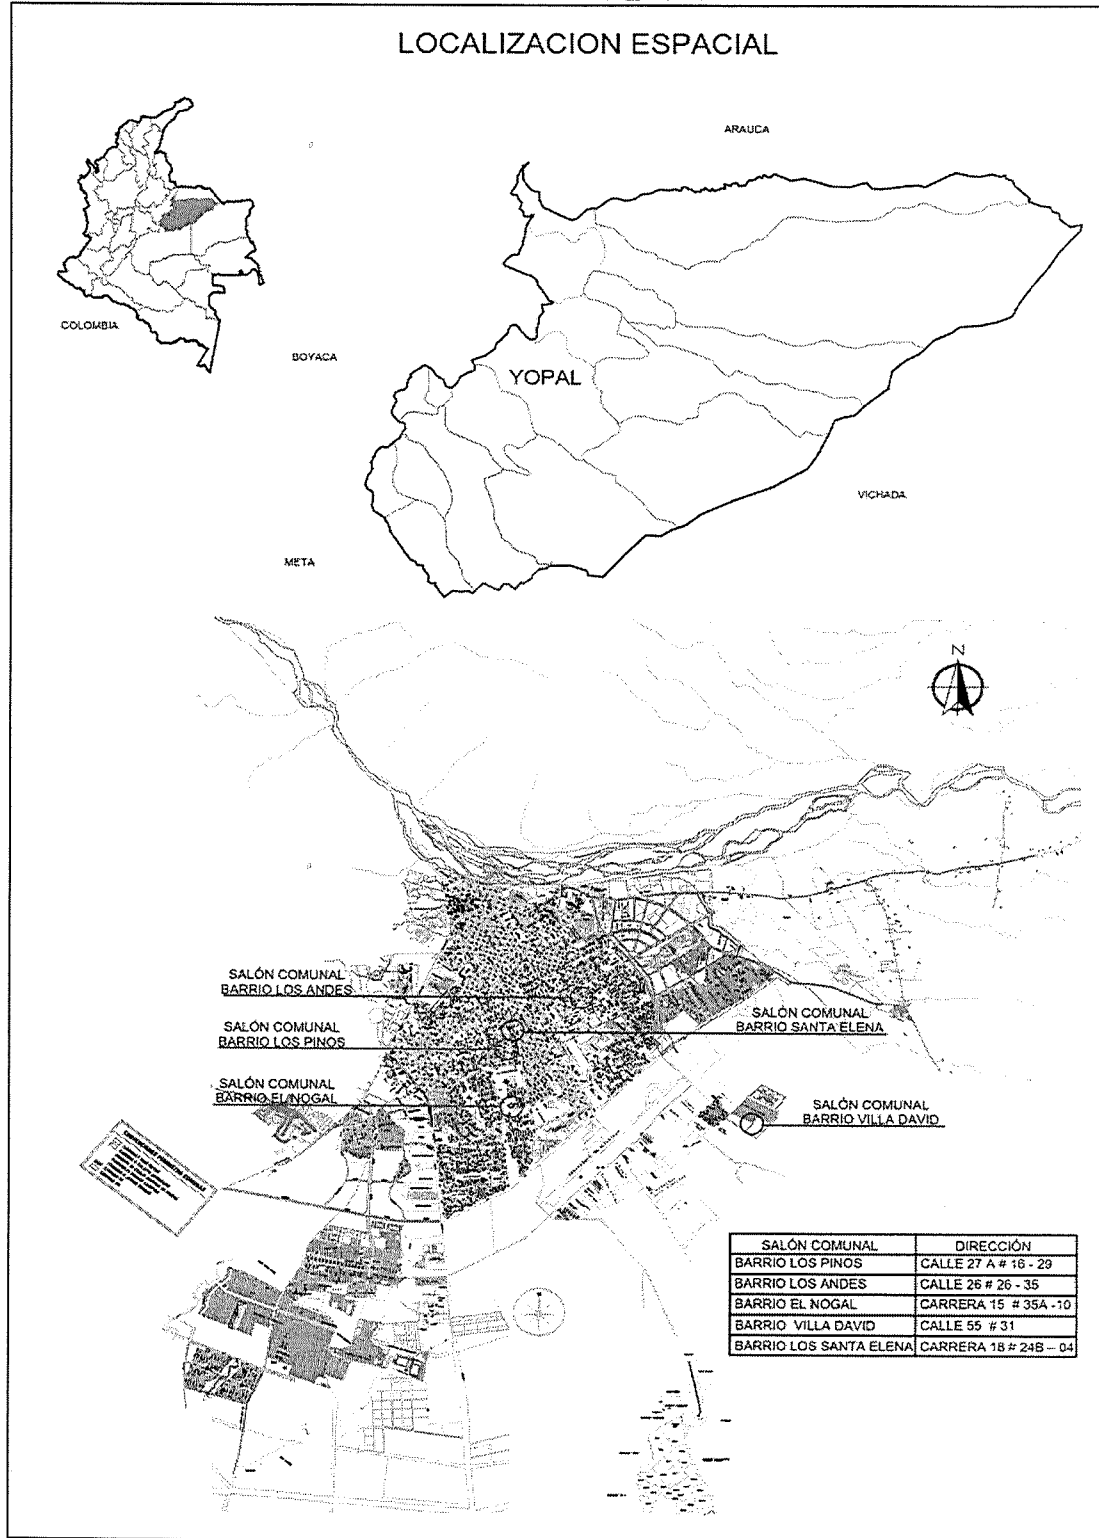 LOCALIZACION ESPACIAL
ARAUCA
COLOMBIA
BOYACA
YOPAL
VICHADA
META
N
SALÓN COMUNAL
BARRIO LOS ANDES
SALÓN COMUNAL
BARRIO SANTA ELENA
SALÓN COMUNAL
BARRIO LOS PINOS
SALÓN COMUNAL
BARRIO EL NOGAL
SALÓN COMUNAL
BARRIO VILLA DAVID
SALÓN COMUNAL DIRECCIÓN
BARRIO LOS PINOS CALLE 27 A # 16 - 29
BARRIO LOS ANDES CALLE 26 # 26 - 35
BARRIO EL NOGAL CARRERA 15 # 35A -10
BARRIO VILLA DAVID CALLE 55 # 31
BARRIO LOS SANTA ELENA CARRERA 18 # 24B – 04